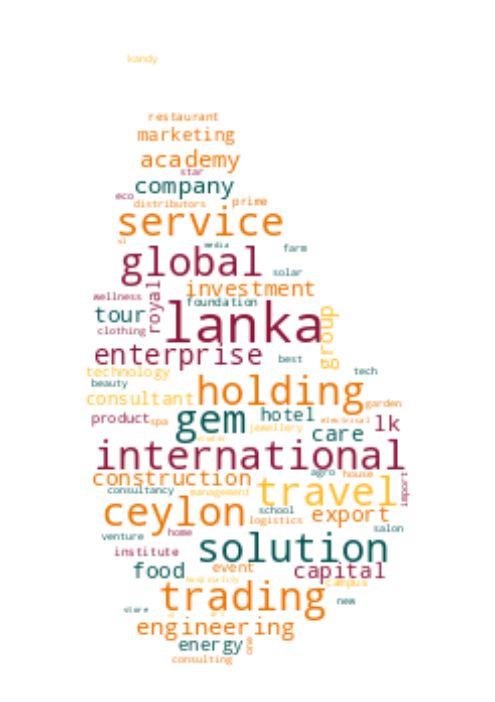 kandy
restaurant
marketing
academy
star
company
eco
distributors prime
service
sl
media farm
global
solar
investment
wellness
royal
foundation
tour
clothing
lanka
group
enterprise
best
technology
tech
beauty
consultant
holding
garden
product spa
gem
hotel
jewellery
electrical
lk
care
international
agro house
construction
import
consultancy
management
travel
ceylon
school
logistics
export
salon
venture
home
institute
solution
food
event
capital
hospitality
campus
trading
new
store
engineering
energy
one
consulting